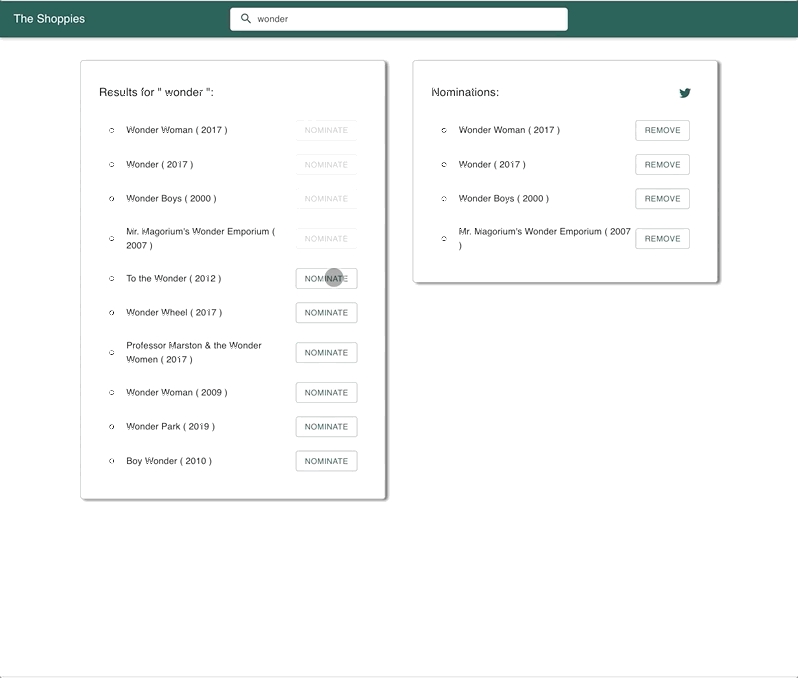 The Shoppies
wonder
Results for " wonder ":
Wonder Woman ( 2017 )
NOMINATE
Wonder ( 2017 )
NOMINATE
Wonder Boys ( 2000 )
NOMINATE
Mr. Magorium's Wonder Emporium (
2007 )
NOMINATE
To the Wonder ( 2012 )
NOMINATE
Wonder Wheel ( 2017 )
NOMINATE
Professor Marston & the Wonder
Women ( 2017 )
NOMINATE
Wonder Woman ( 2009 )
NOMINATE
Wonder Park ( 2019 )
NOMINATE
Boy Wonder ( 2010 )
NOMINATE
Nominations:
Wonder Woman ( 2017 )
REMOVE
Wonder ( 2017 )
REMOVE
Wonder Boys ( 2000 )
REMOVE
Mr. Magorium's Wonder Emporium ( 2007
)
REMOVE